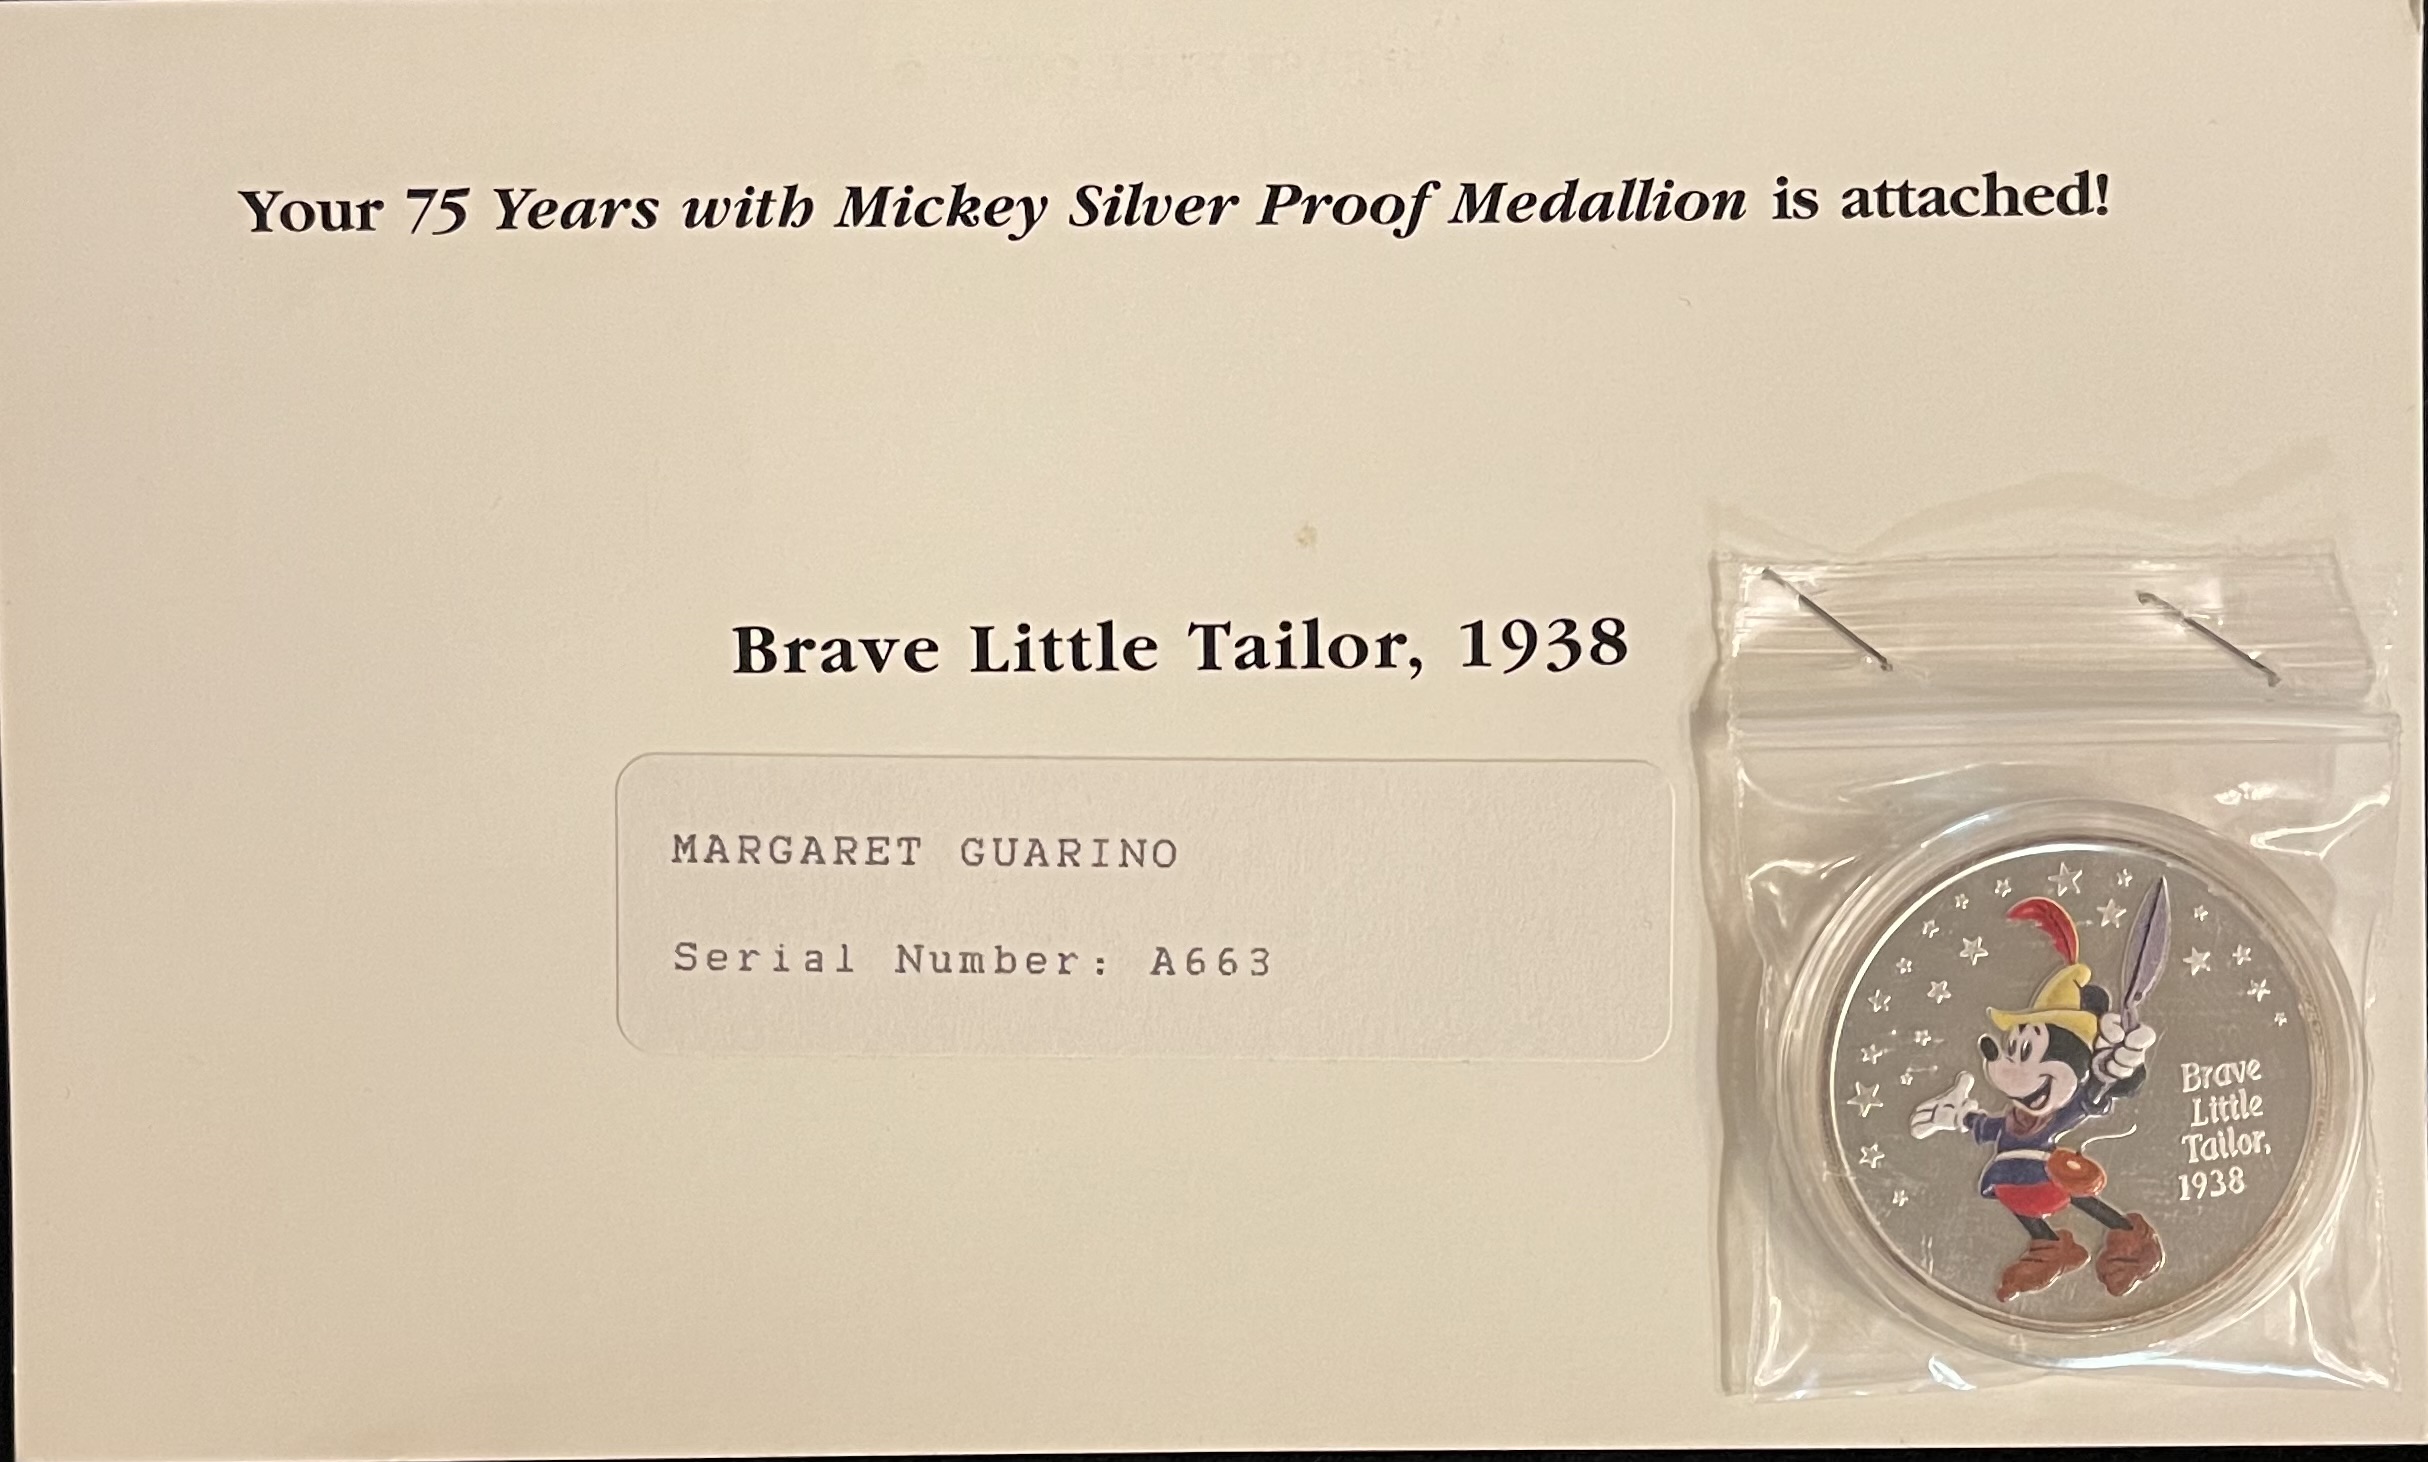 Your 75 Years with Mickey Silver Proof Medallion is attached!
Brave Little Tailor, 1938
MARGARET GUARINO
Serial Number: A663
Brave
Little
Tailor,
1938